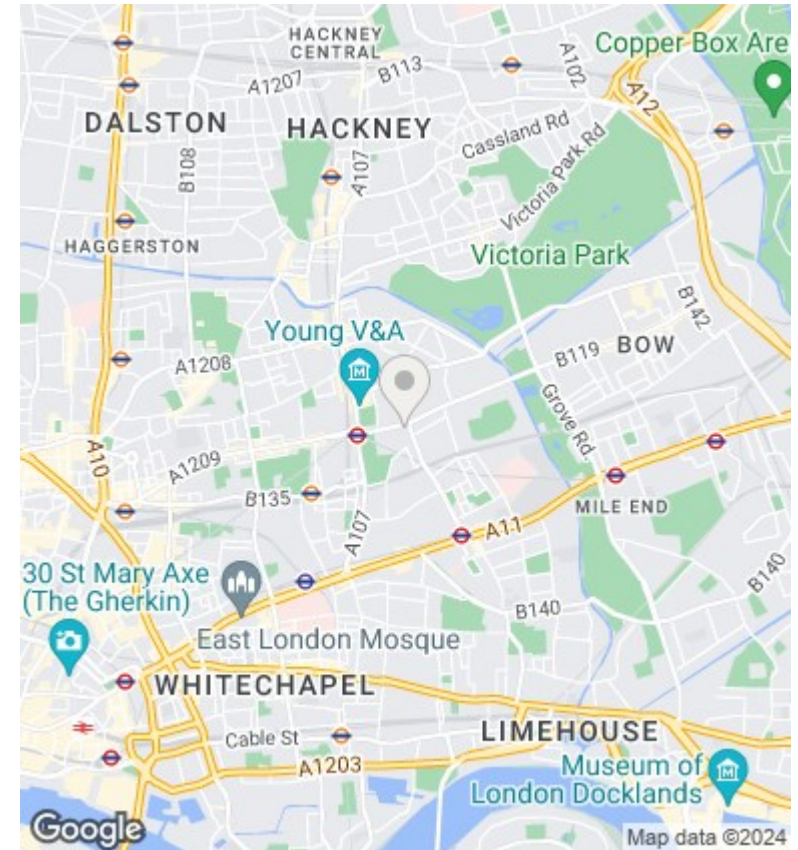 HACKNEY
CENTRAL
Copper Box Are
A102
B113
A1207
A12
DALSTON
HACKNEY
Cassland Rd
A107
B108
Victoria Park Rd
HAGGERSTON
Victoria Park
B142
Young V&A
BOW
B119
A1208
Grove Rd
A10
A1209
B135
MILE END
A11
A107
B140
30 St Mary Axe
(The Gherkin)
B140
East London Mosque
WHITECHAPEL
LIMEHOUSE
Cable St
A1203
Museum of
London Docklands
Google
Map data ©2024